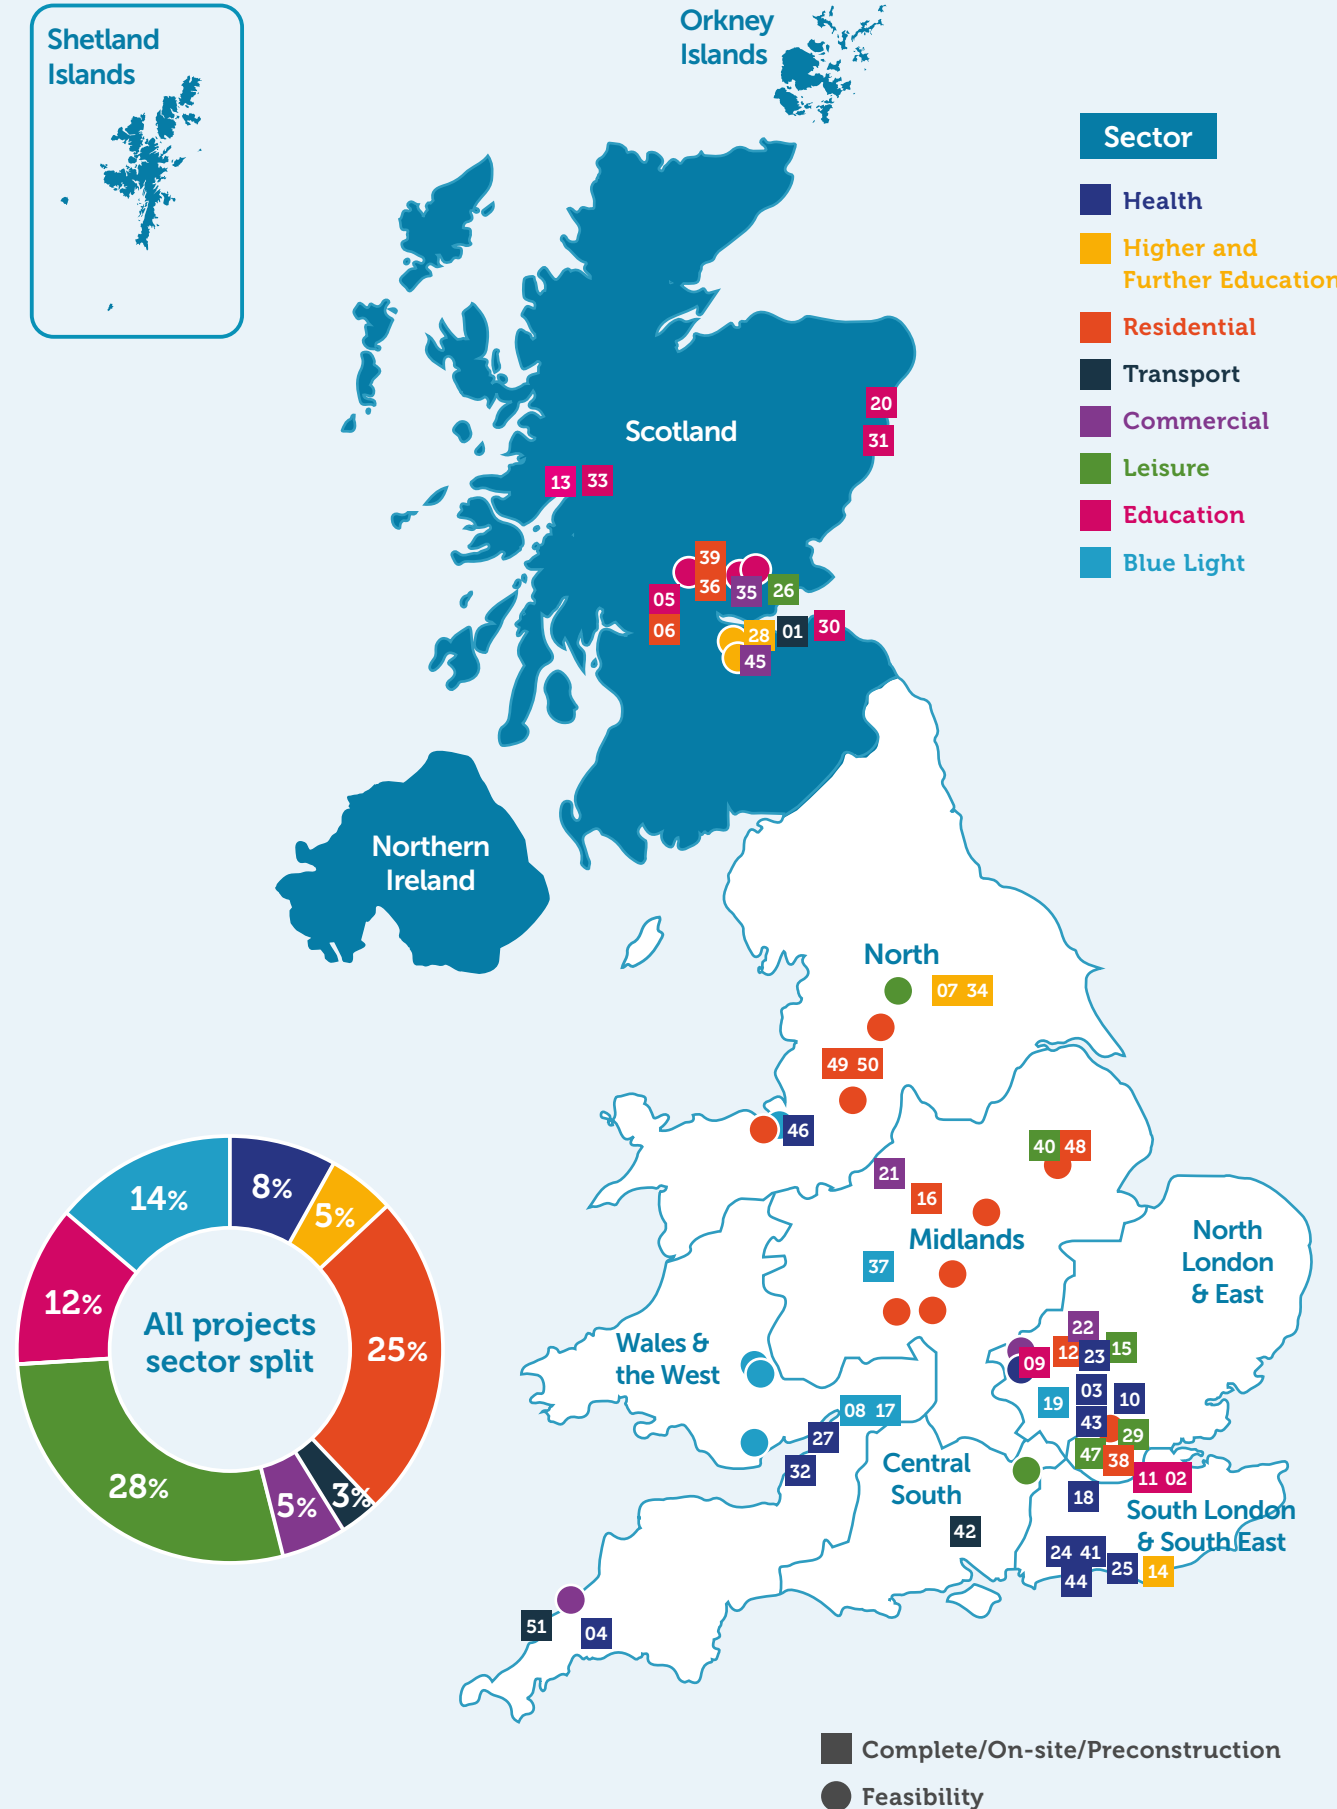 Shetland
Islands
Orkney
Islands
Sector
Health
Higher and
Further Education
Residential
Transport
Commercial
Leisure
Education
Blue Light
Scotland
20
31
13 33
39
36
35 26
05
06
28 01 30
45
Northern
Ireland
North
07 34
49 50
46
40 48
21
16
Midlands
37
North
London
& East
Wales &
the West
22
12 23 15
09
03 10
19
43
29
47 38
11 02
18
08 17
27
32
Central
South
South London
& South East
42
24 41
25 14
44
51
04
All projects
sector split
8%
5%
25%
3%
5%
28%
12%
14%
Complete/On-site/Preconstruction
Feasibility